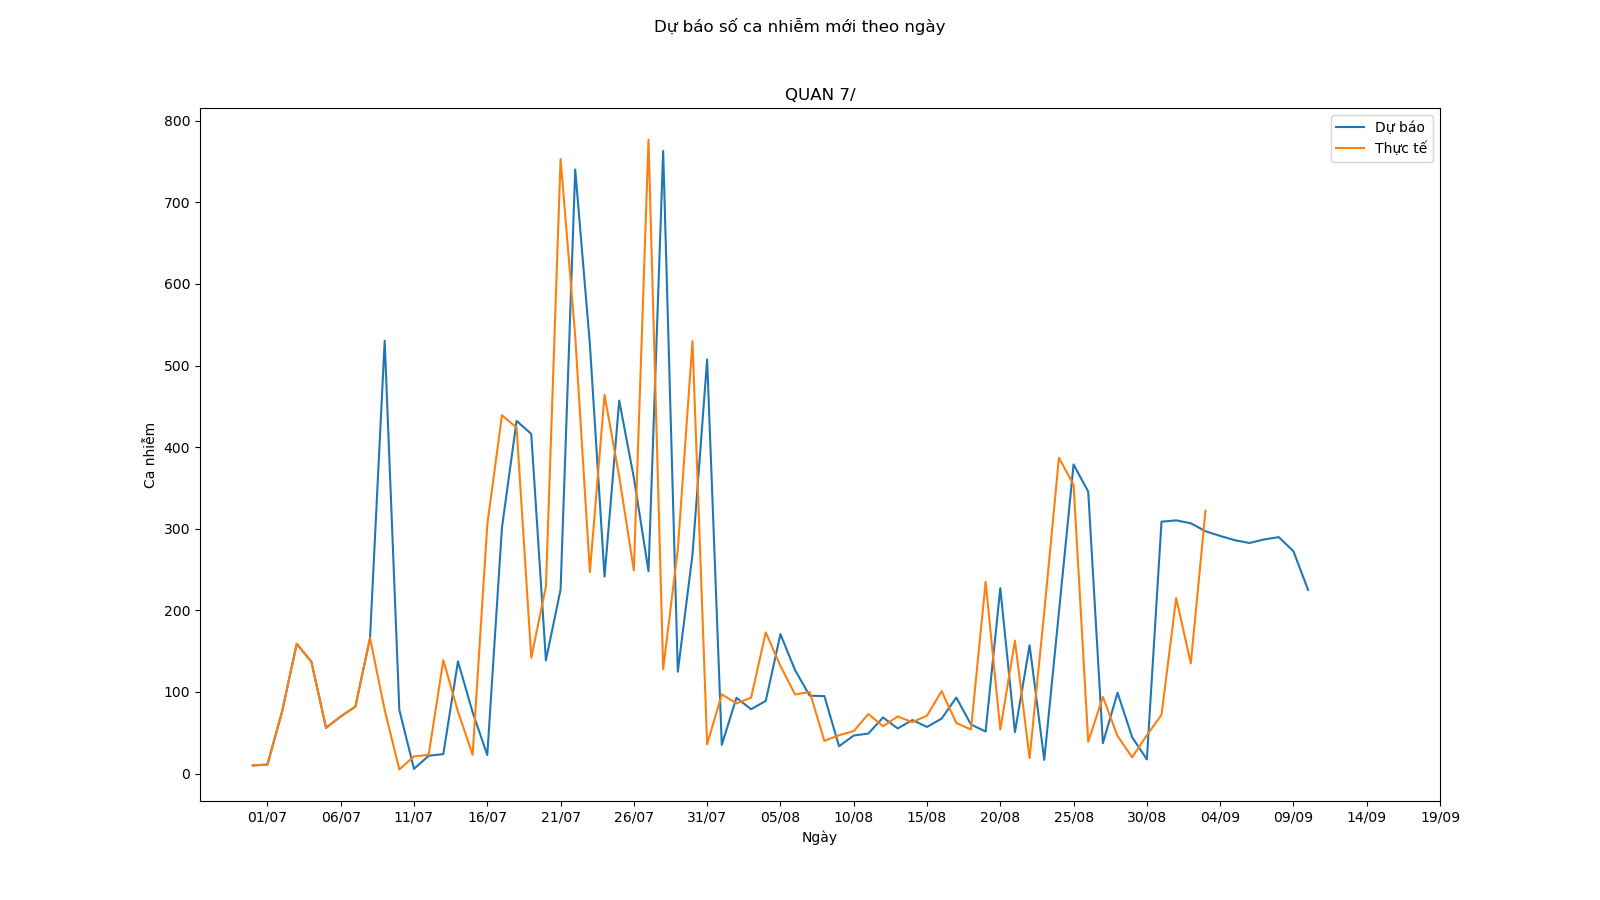 Dự báo số ca nhiễm mới theo ngày
QUAN 7/
Dự báo
Thực tế
800
700
600
500
400
300
200
100
0
Ca nhiễm
01/07 06/07 11/07 16/07 21/07 26/07 31/07 05/08 10/08 15/08 20/08 25/08 30/08 04/09 09/09 14/09 19/09
Ngày